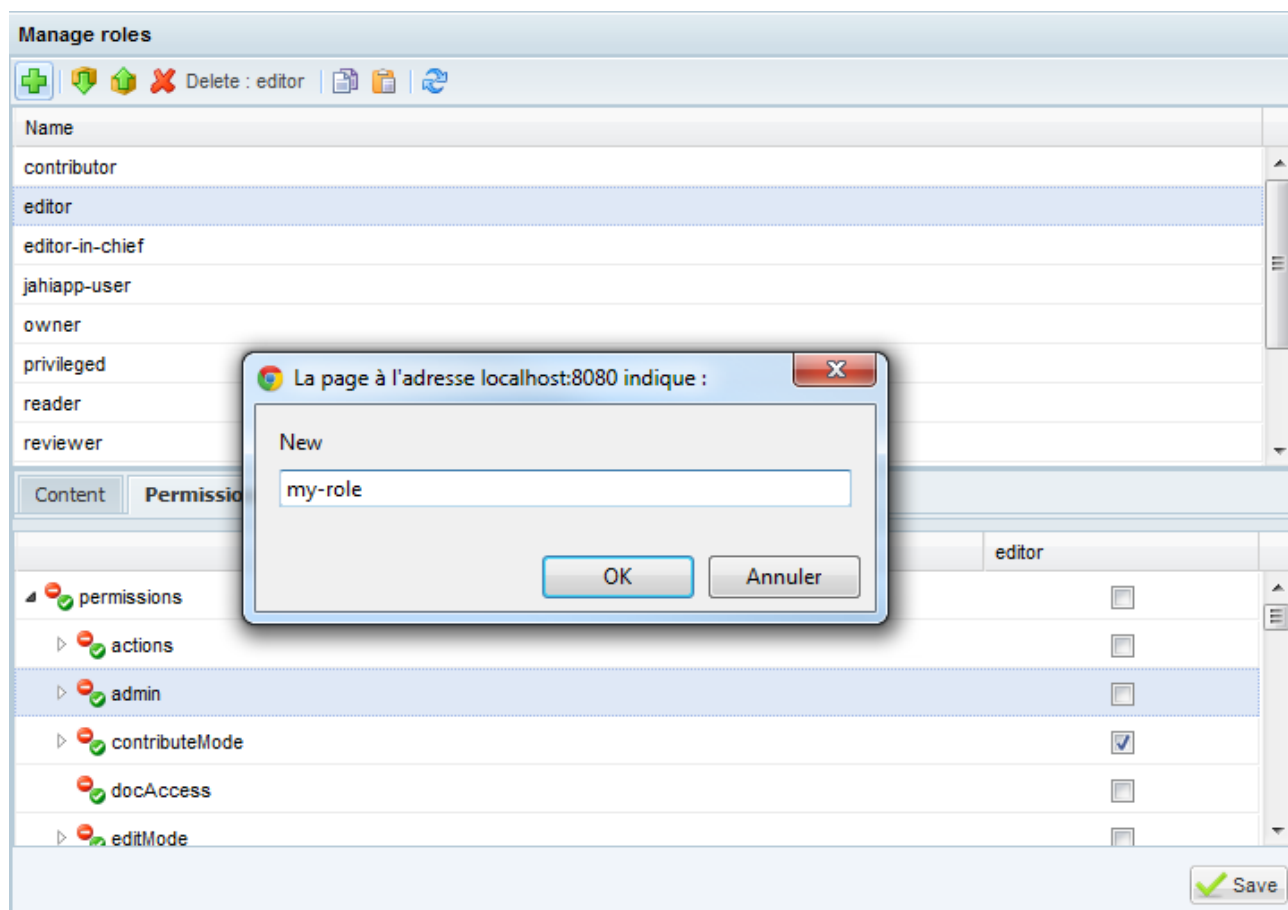 Manage roles
Delete : editor
Name
contributor
editor
editor-in-chief
jahiapp-user
owner
privileged
reader
reviewer
La page à l'adresse localhost:8080 indique :
New
my-role
OK Annuler
Content
editor
permissions
actions
admin
contributeMode
docAccess
editMode
Save